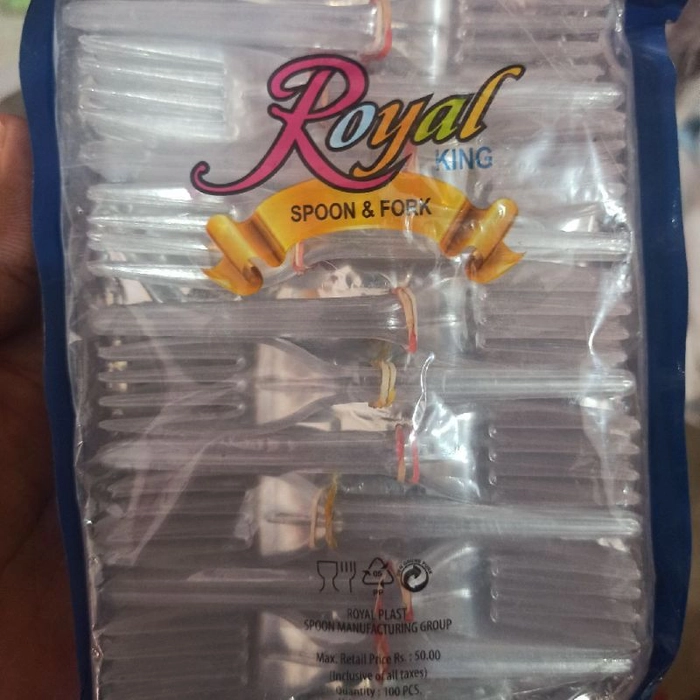 Royal
KING
SPOON & FORK
PP
ROYAL PLAST
SPOON MANUFACTURING GROUP
Max. Retail Price Rs. : 50.00
(Inclusive of all taxes)
Quantity : 100 PCS.